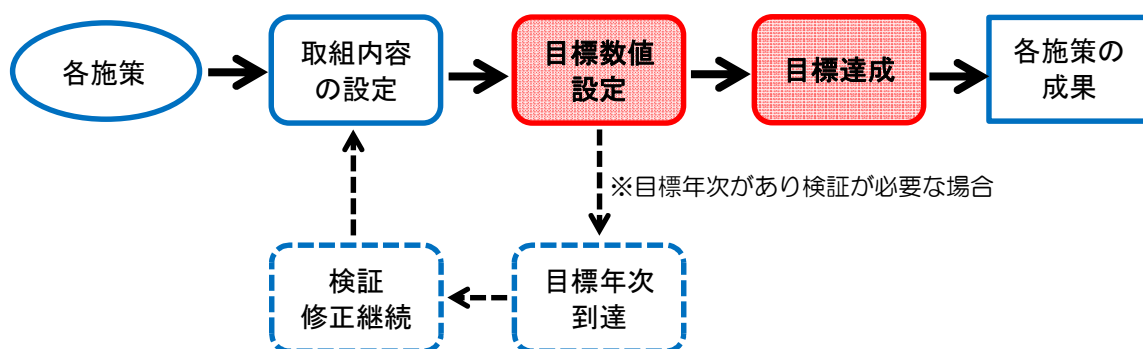 各施策
取組内容
の設定
目標数値
設定
目標達成
各施策の
成果
※目標年次があり検証が必要な場合
検証
修正継続
目標年次
到達